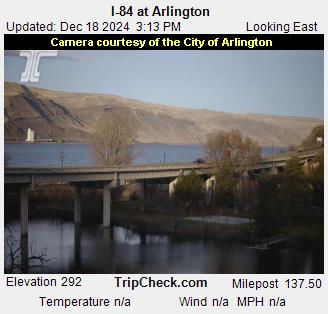 I-84 at Arlington
Updated: Dec 18 2024 3:13 PM Looking East
Camera courtesy of the City of Arlington
Elevation 292 TripCheck.com Milepost 137.50
Temperature n/a Wind n/a MPH n/a